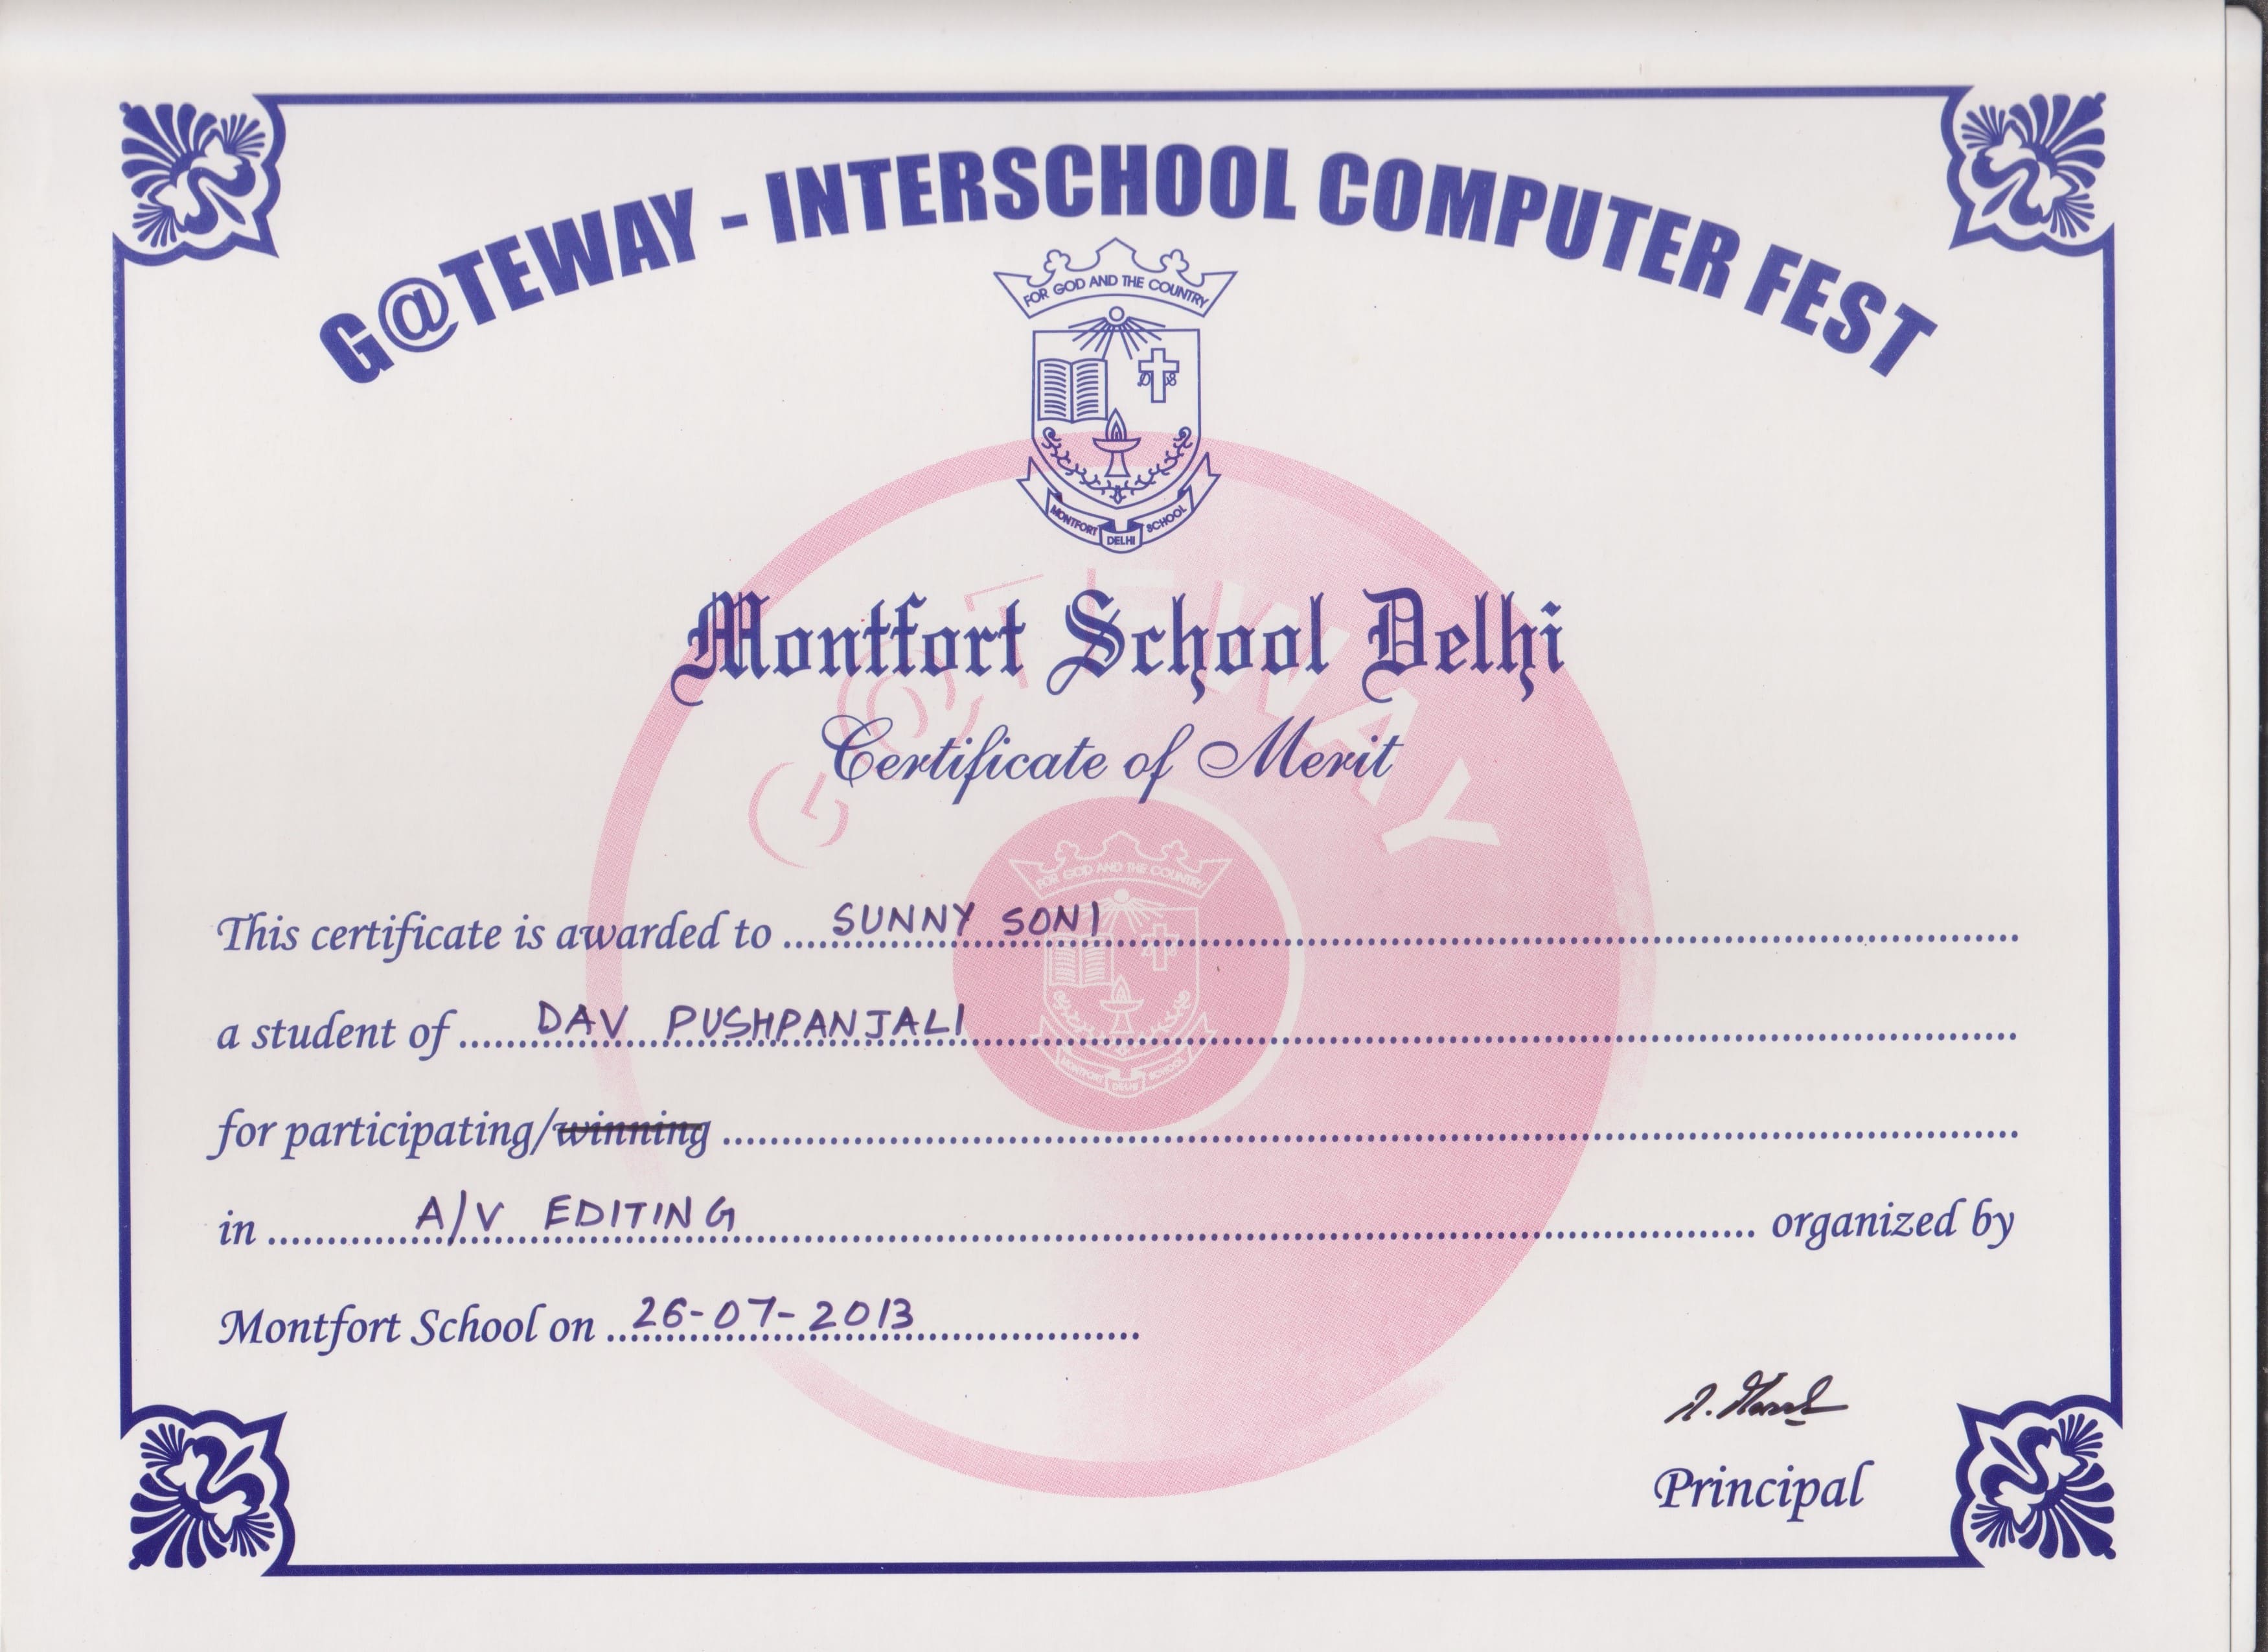 G@TEWAY - INTERSCHOOL COMPUTER FEST
FOR GOD AND THE COUNTRY
MONTFORT DELHI SCHOOL
Montfort School Delhi
Certificate of Merit
G@TEWAY
FOR GOD AND THE COUNTRY
This certificate is awarded to SUNNY SONI
a student of DAV PUSHPANJALI
MONTFORT DELHI SCHOOL
for participating/winning
in A/V EDITING organized by
Montfort School on 26-07-2013
Principal